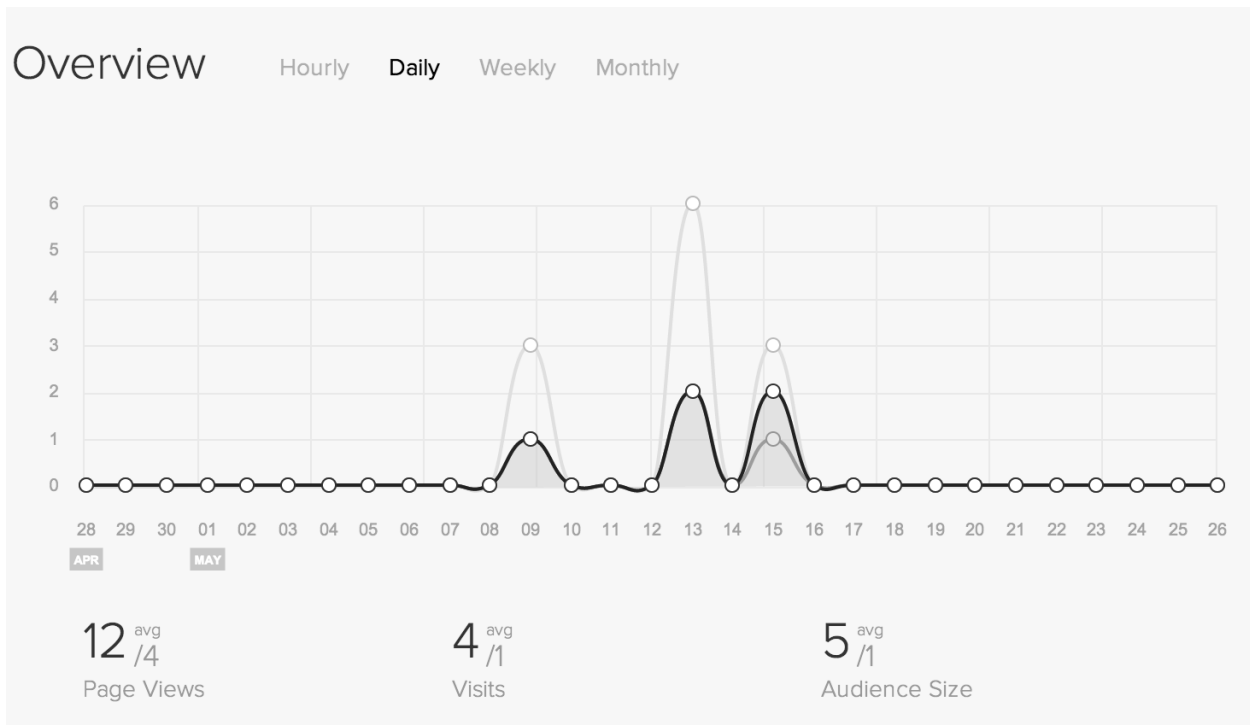 Overview Hourly Daily Weekly Monthly
6
5
4
3
2
1
0
28 29 30 01 02 03 04 05 06 07 08 09 10 11 12 13 14 15 16 17 18 19 20 21 22 23 24 25 26
APR MAY
12 avg /4 4 avg /1 5 avg /1
Page Views Visits Audience Size